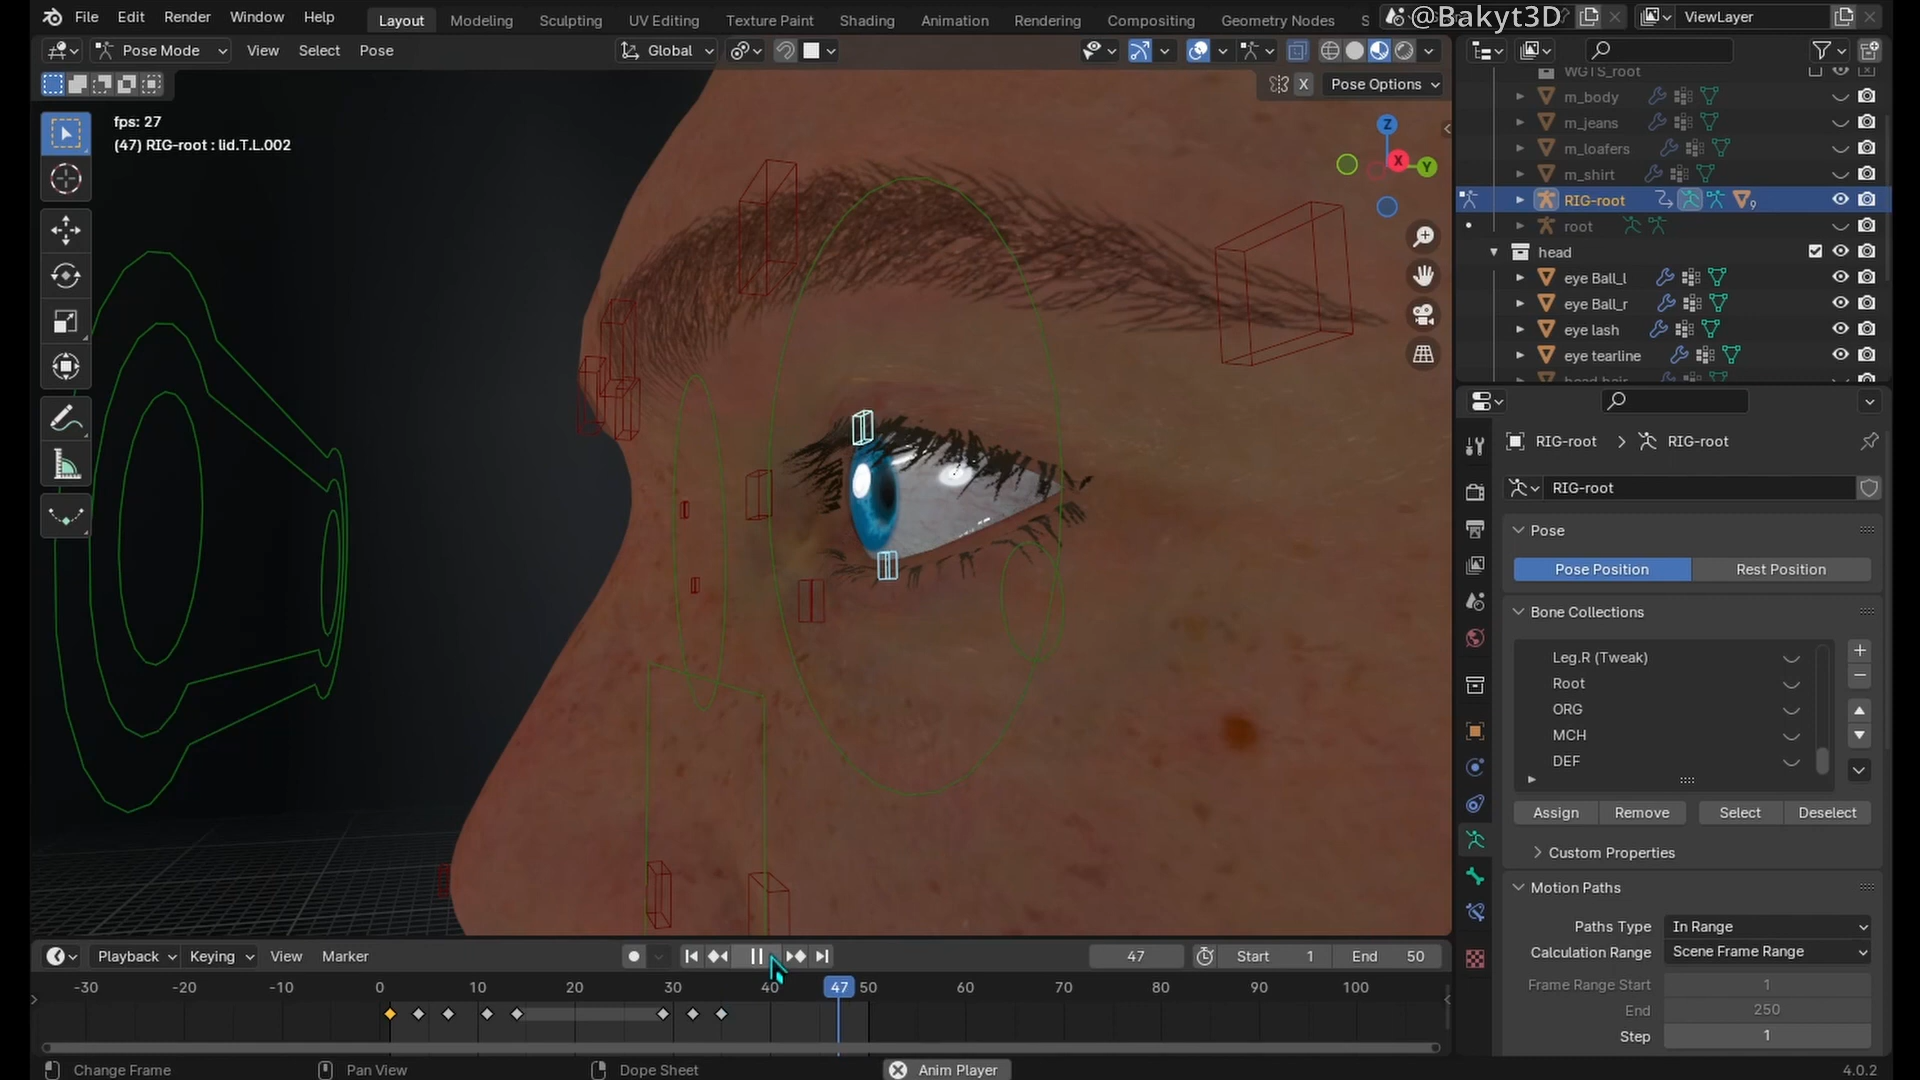 File Edit Render Window Help Layout Modeling Sculpting UV Editing Texture Paint Shading Animation Rendering Compositing Geometry Nodes S @Bakyt3D ViewLayer
Pose Mode View Select Pose Global
X Pose Options
fps: 27
(47) RIG-root : lid.T.L.002
Z
X
Y
WGTS_root
m_body
m_jeans
m_loafers
m_shirt
RIG-root 9
root
head
eye Ball_l
eye Ball_r
eye lash
eye tearline
head hair
RIG-root > RIG-root
RIG-root
Pose
Pose Position Rest Position
Bone Collections
Leg.R (Tweak)
Root
ORG
MCH
DEF
Assign Remove Select Deselect
Custom Properties
Motion Paths
Paths Type In Range
Calculation Range Scene Frame Range
Frame Range Start 1
End 250
Step 1
Playback Keying View Marker 47 Start 1 End 50
-30 -20 -10 0 10 20 30 40 47 50 60 70 80 90 100
Change Frame Pan View Dope Sheet Anim Player 4.0.2